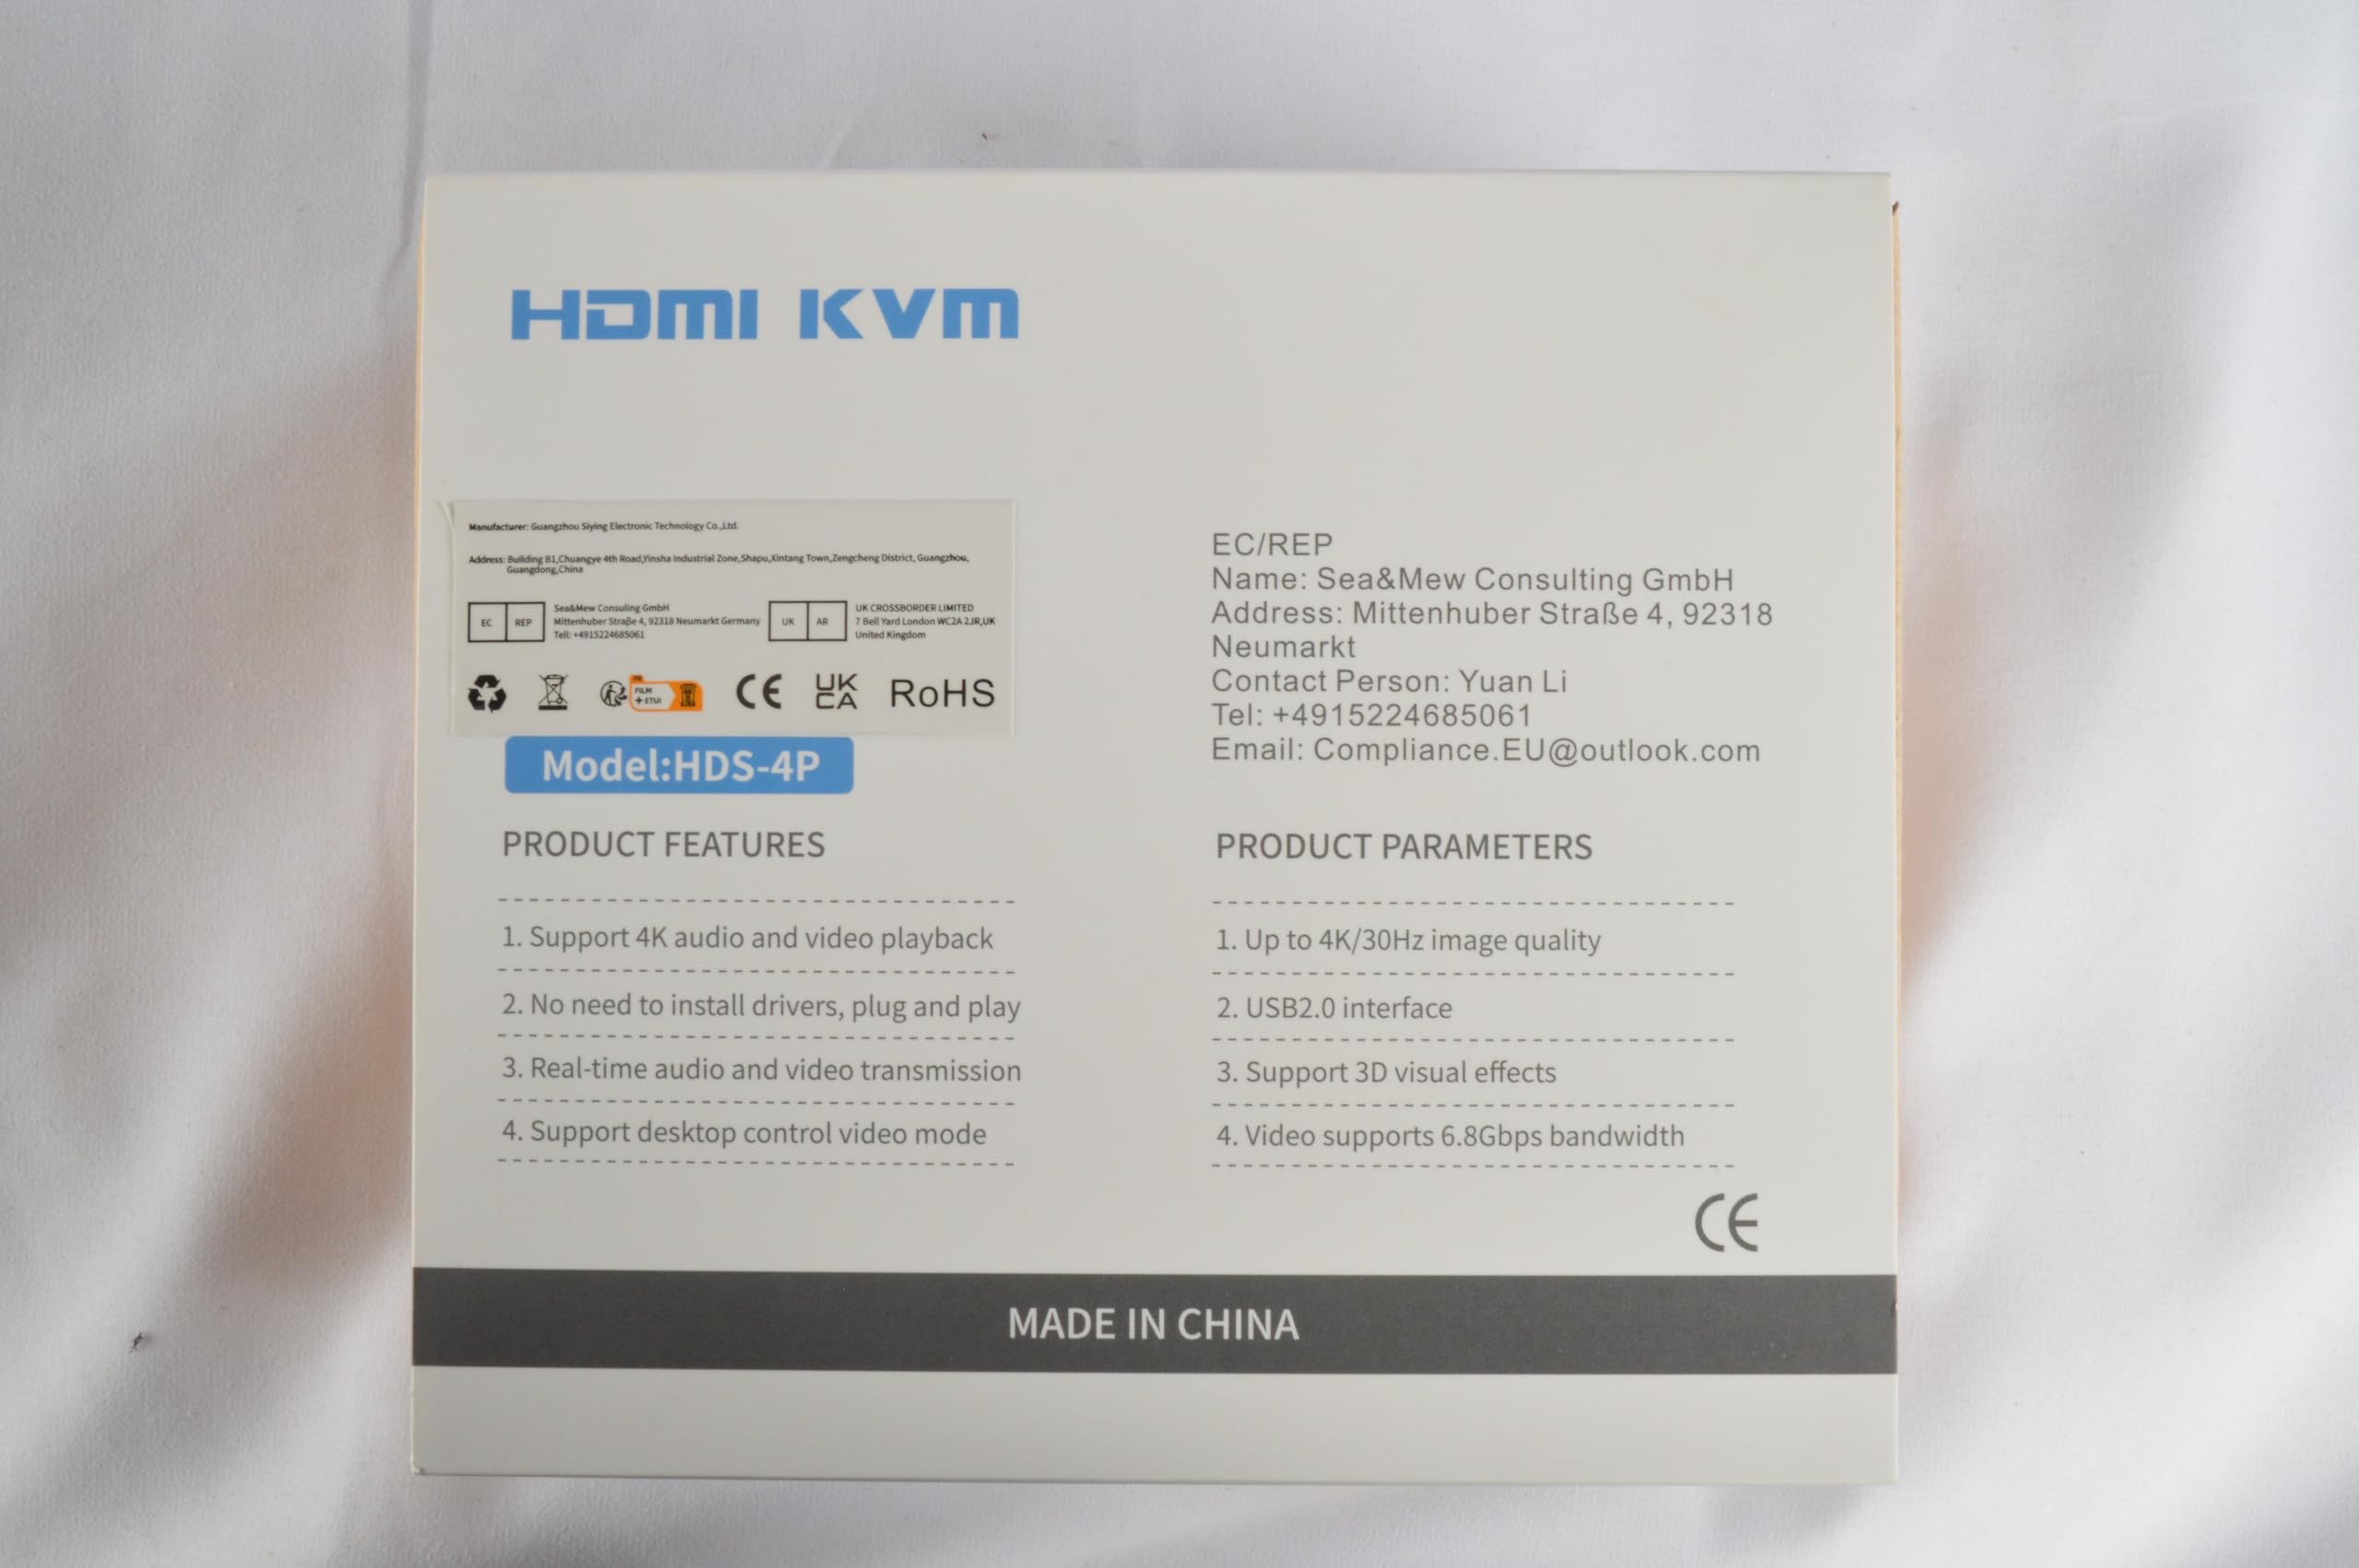 HDMI KVM
Manufacturer: Guangzhou Siying Electronic Technology Co.,Ltd.
Address: Building B1,Chuangye 4th Road,Yinsha Industrial Zone,Shapu,Xintang Town,Zengcheng District, Guangzhou,
Guangdong,China
EC REP
Sea&Mew Consuling GmbH
Mittenhuber Straße 4, 92318 Neumarkt Germany
Tell: +4915224685061
UK AR
UK CROSSBORDER LIMITED
7 Bell Yard London WC2A 2JR,UK
United Kingdom
FR
FILM
+ ETUI
CE
UK
CA
RoHS
Model:HDS-4P
EC/REP
Name: Sea&Mew Consulting GmbH
Address: Mittenhuber Straße 4, 92318
Neumarkt
Contact Person: Yuan Li
Tel: +4915224685061
Email: Compliance.EU@outlook.com
PRODUCT FEATURES
1. Support 4K audio and video playback
2. No need to install drivers, plug and play
3. Real-time audio and video transmission
4. Support desktop control video mode
PRODUCT PARAMETERS
1. Up to 4K/30Hz image quality
2. USB2.0 interface
3. Support 3D visual effects
4. Video supports 6.8Gbps bandwidth
CE
MADE IN CHINA